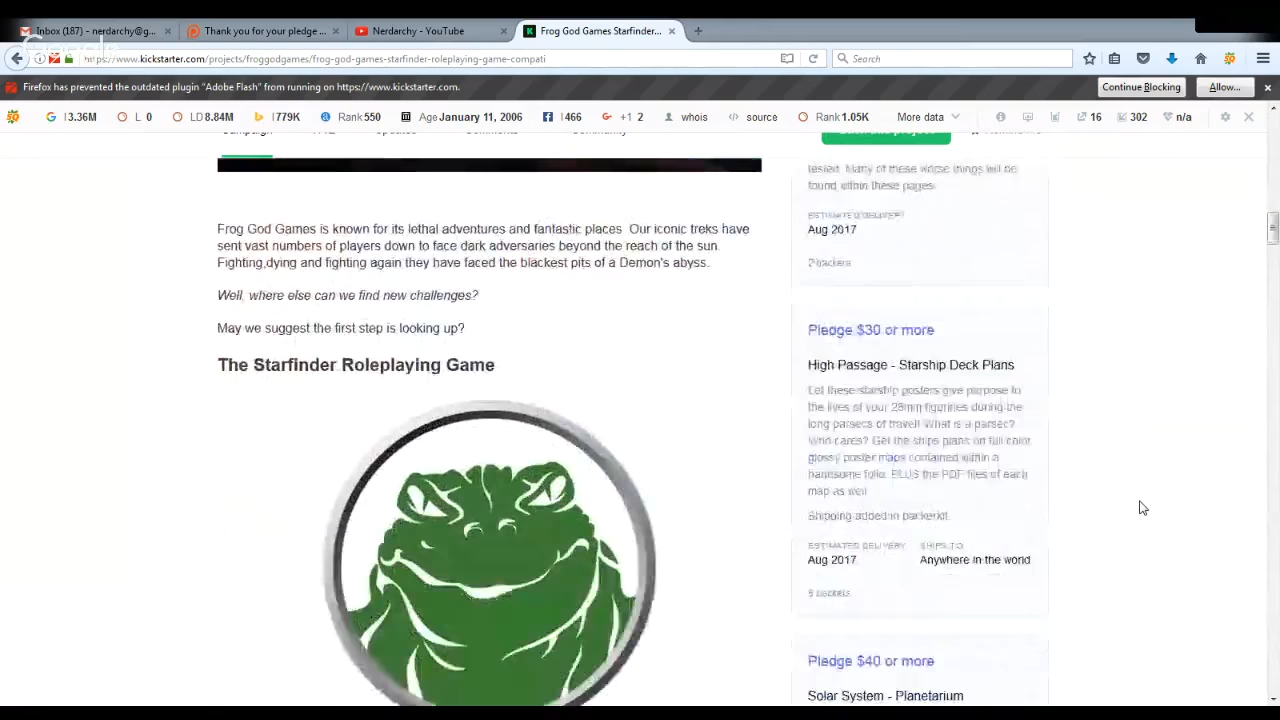 Inbox (187) - nerdarchy@g...
Thank you for your pledge ...
Nerdarchy - YouTube
Frog God Games Starfinder...
https://www.kickstarter.com/projects/froggodgames/frog-god-games-starfinder-roleplaying-game-compati
Search
Firefox has prevented the outdated plugin "Adobe Flash" from running on https://www.kickstarter.com.
Continue Blocking
Allow...
I 3.36M
L 0
LD 8.84M
I 779K
Rank 550
Age January 11, 2006
I 466
+1 2
whois
source
Rank 1.05K
More data
16
302
n/a
Frog God Games is known for its lethal adventures and fantastic places. Our iconic treks have
sent vast numbers of players down to face dark adversaries beyond the reach of the sun.
Fighting,dying and fighting again they have faced the blackest pits of a Demon's abyss.
Well, where else can we find new challenges?
May we suggest the first step is looking up?
The Starfinder Roleplaying Game
tested. Many of these worse things will be
found within these pages.
ESTIMATED DELIVERY
Aug 2017
2 backers
Pledge $30 or more
High Passage - Starship Deck Plans
Let these starship posters give purpose to
the lives of your 28mm figurines during the
long parsecs of travel! What is a parsec?
Who cares? Get the ships plans on full color
glossy poster maps contained within a
handsome folio. PLUS the PDF files of each
map as well
Shipping added in backerkit.
ESTIMATED DELIVERY
SHIPS TO
Aug 2017
Anywhere in the world
backers
Pledge $40 or more
Solar System - Planetarium